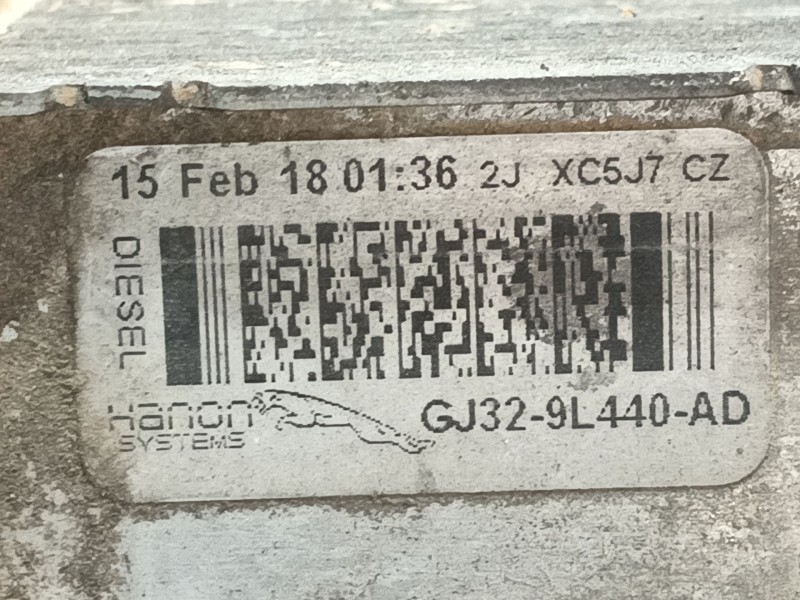 15 Feb 18 01:36 2J XC5J7 CZ
DIESEL
Hanon
SYSTEMS
GJ32-9L440-AD